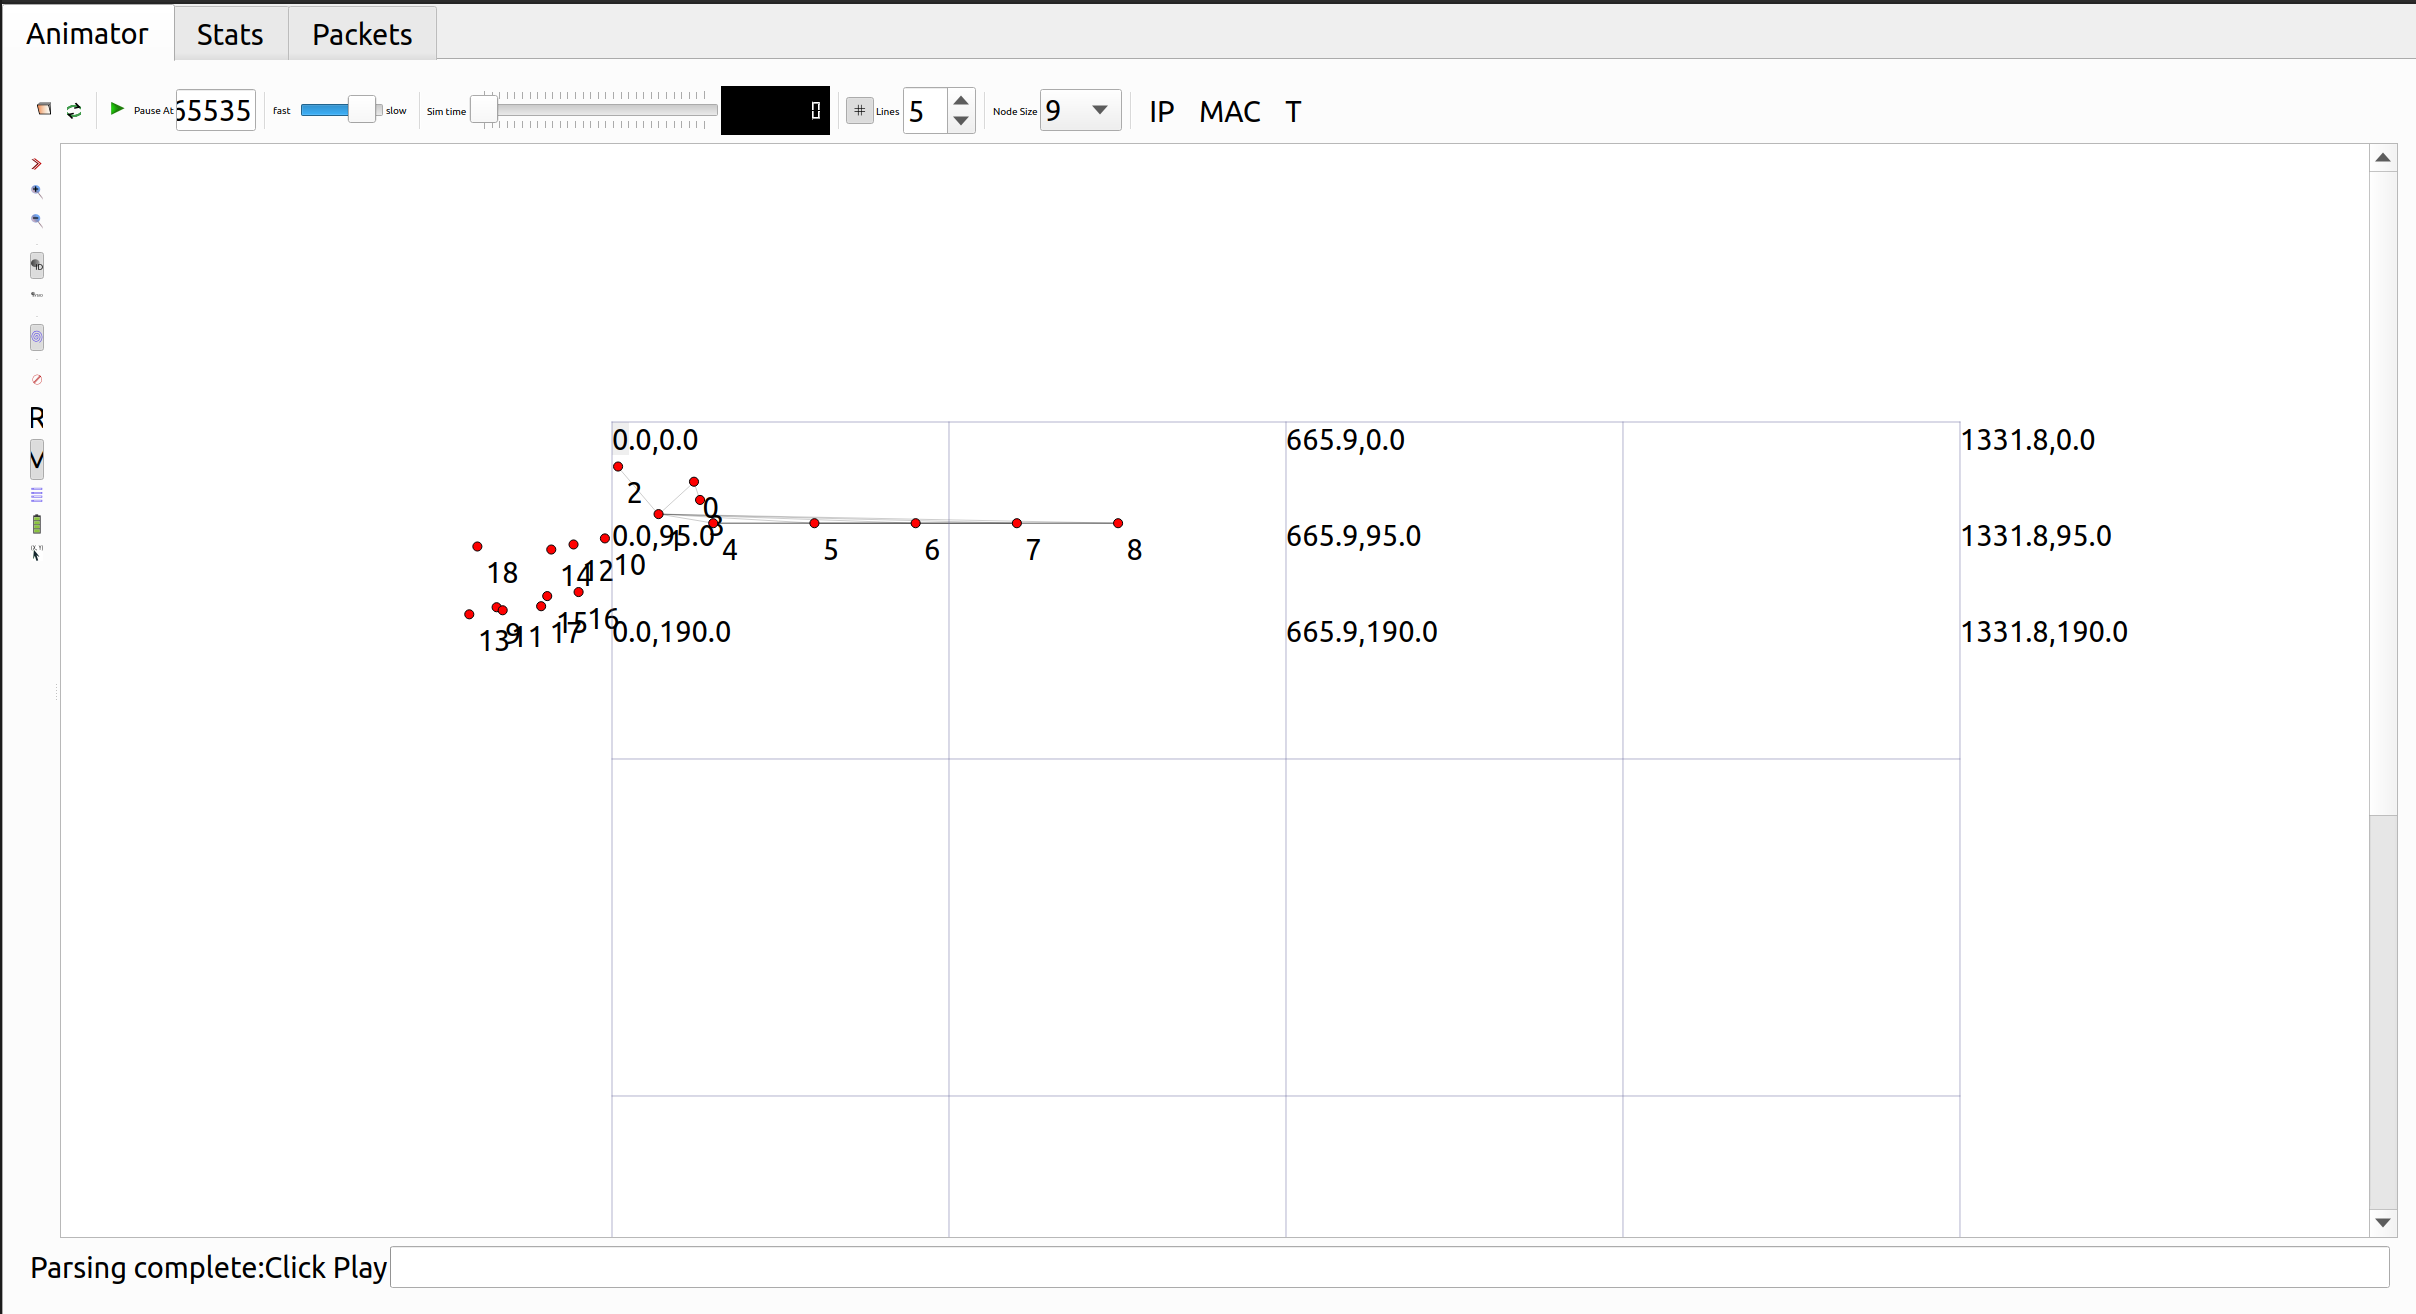 Animator Stats Packets
Pause At 65535 fast slow Sim time 0 # Lines 5 Node Size 9 IP MAC T
R
V
0.0,0.0 665.9,0.0 1331.8,0.0
2
0
3
0.0,95.0 665.9,95.0 1331.8,95.0
1 4 5 6 7 8
18 14 12 10
13 9 11 17 15 16
0.0,190.0 665.9,190.0 1331.8,190.0
Parsing complete:Click Play